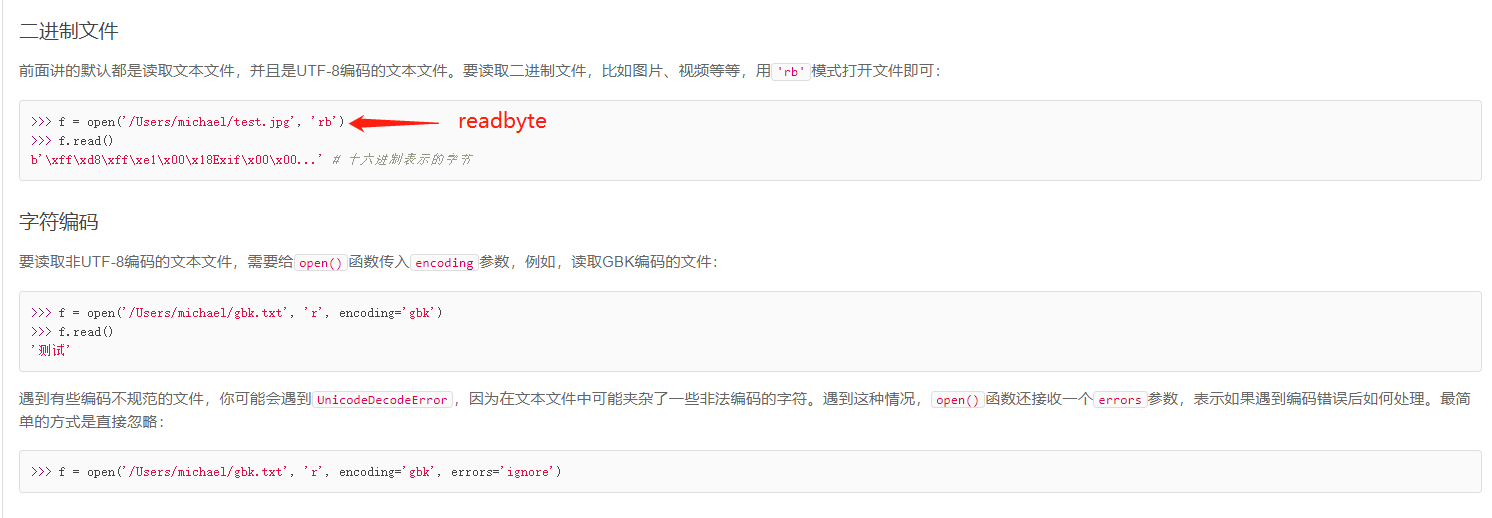 二进制文件
前面讲的默认都是读取文本文件，并且是UTF-8编码的文本文件。要读取二进制文件，比如图片、视频等等，用'rb'模式打开文件即可：
>>> f = open('/Users/michael/test.jpg', 'rb') readbyte
>>> f.read()
b'\xff\xd8\xff\xe1\x00\x18Exif\x00\x00...' # 十六进制表示的字节
字符编码
要读取非UTF-8编码的文本文件，需要给open()函数传入encoding参数，例如，读取GBK编码的文件：
>>> f = open('/Users/michael/gbk.txt', 'r', encoding='gbk')
>>> f.read()
'测试'
遇到有些编码不规范的文件，你可能会遇到UnicodeDecodeError，因为在文本文件中可能夹杂了一些非法编码的字符。遇到这种情况，open()函数还接收一个errors参数，表示如果遇到编码错误后如何处理。最简
单的方式是直接忽略：
>>> f = open('/Users/michael/gbk.txt', 'r', encoding='gbk', errors='ignore')